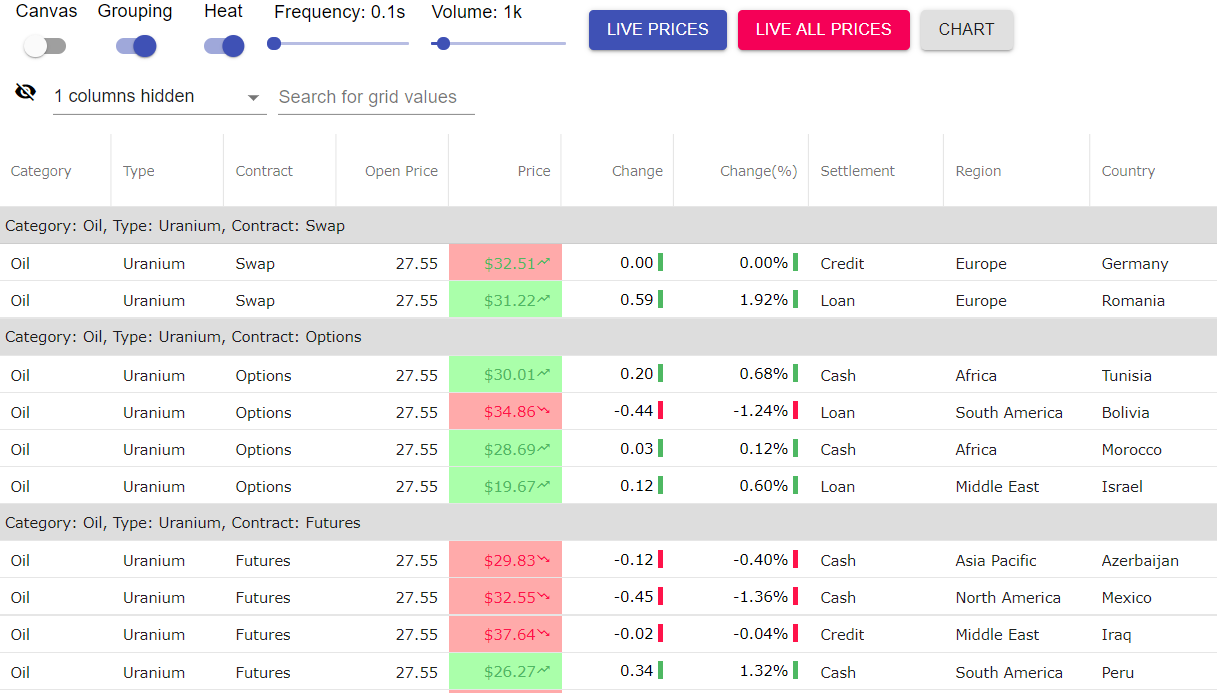 Canvas Grouping Heat Frequency: 0.1s Volume: 1k LIVE PRICES LIVE ALL PRICES CHART
1 columns hidden Search for grid values
Category Type Contract Open Price Price Change Change(%) Settlement Region Country
Category: Oil, Type: Uranium, Contract: Swap
Oil Uranium Swap 27.55 $32.51 0.00 0.00% Credit Europe Germany
Oil Uranium Swap 27.55 $31.22 0.59 1.92% Loan Europe Romania
Category: Oil, Type: Uranium, Contract: Options
Oil Uranium Options 27.55 $30.01 0.20 0.68% Cash Africa Tunisia
Oil Uranium Options 27.55 $34.86 -0.44 -1.24% Loan South America Bolivia
Oil Uranium Options 27.55 $28.69 0.03 0.12% Cash Africa Morocco
Oil Uranium Options 27.55 $19.67 0.12 0.60% Loan Middle East Israel
Category: Oil, Type: Uranium, Contract: Futures
Oil Uranium Futures 27.55 $29.83 -0.12 -0.40% Cash Asia Pacific Azerbaijan
Oil Uranium Futures 27.55 $32.55 -0.45 -1.36% Cash North America Mexico
Oil Uranium Futures 27.55 $37.64 -0.02 -0.04% Credit Middle East Iraq
Oil Uranium Futures 27.55 $26.27 0.34 1.32% Cash South America Peru